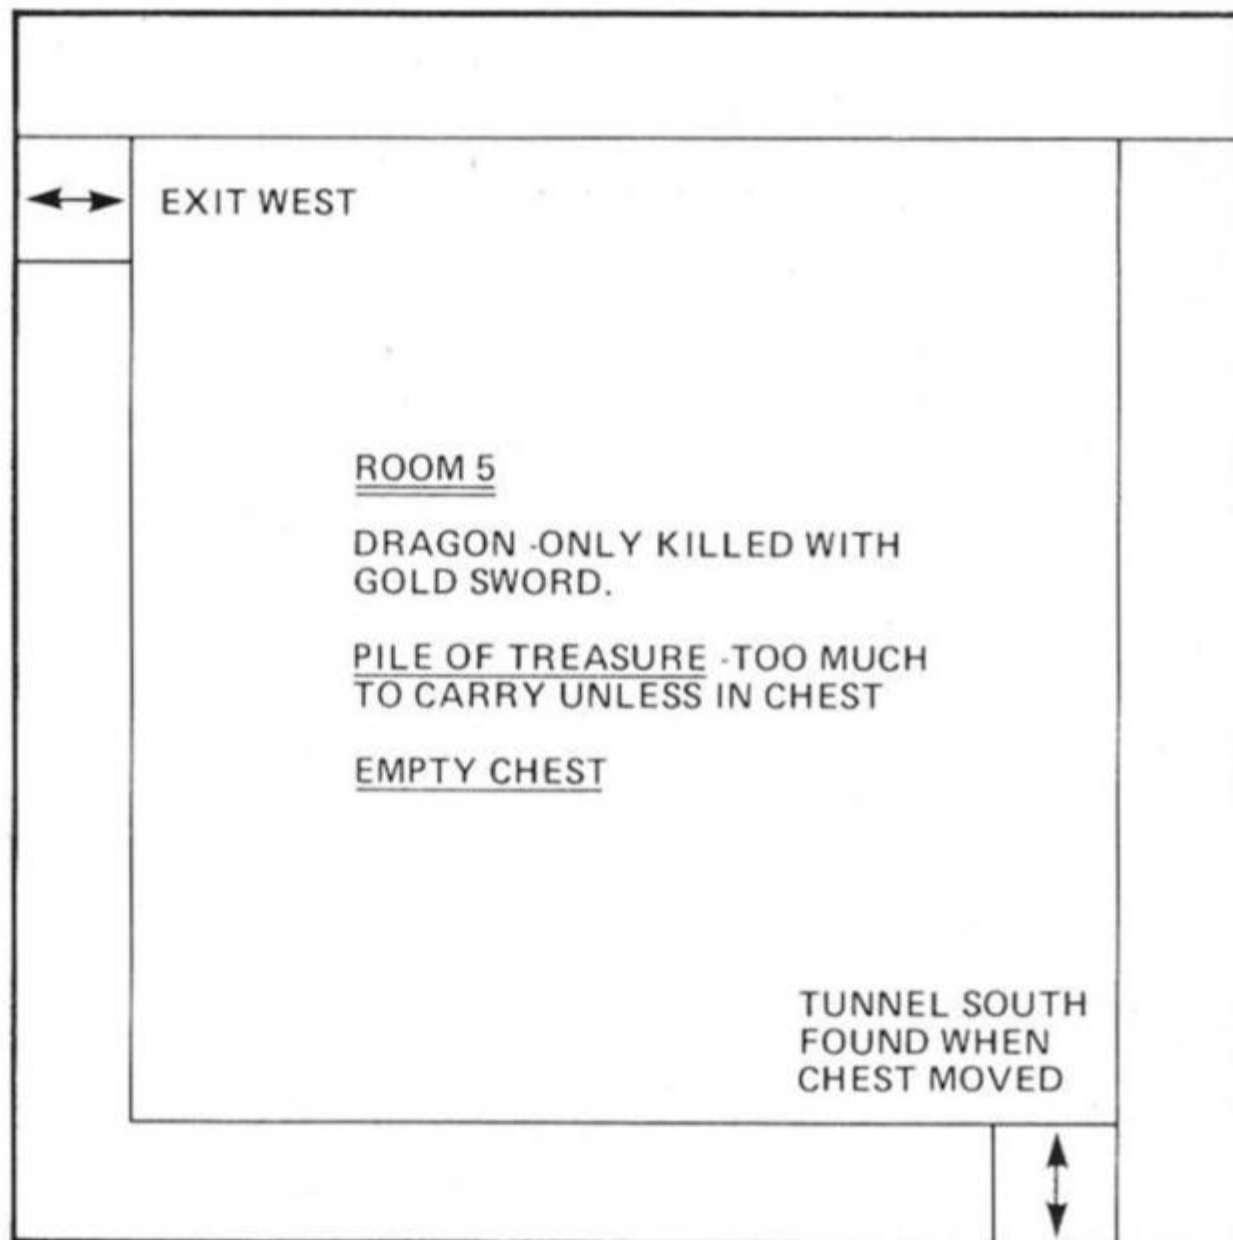 EXIT WEST
ROOM 5
DRAGON -ONLY KILLED WITH
GOLD SWORD.
PILE OF TREASURE -TOO MUCH
TO CARRY UNLESS IN CHEST
EMPTY CHEST
TUNNEL SOUTH
FOUND WHEN
CHEST MOVED